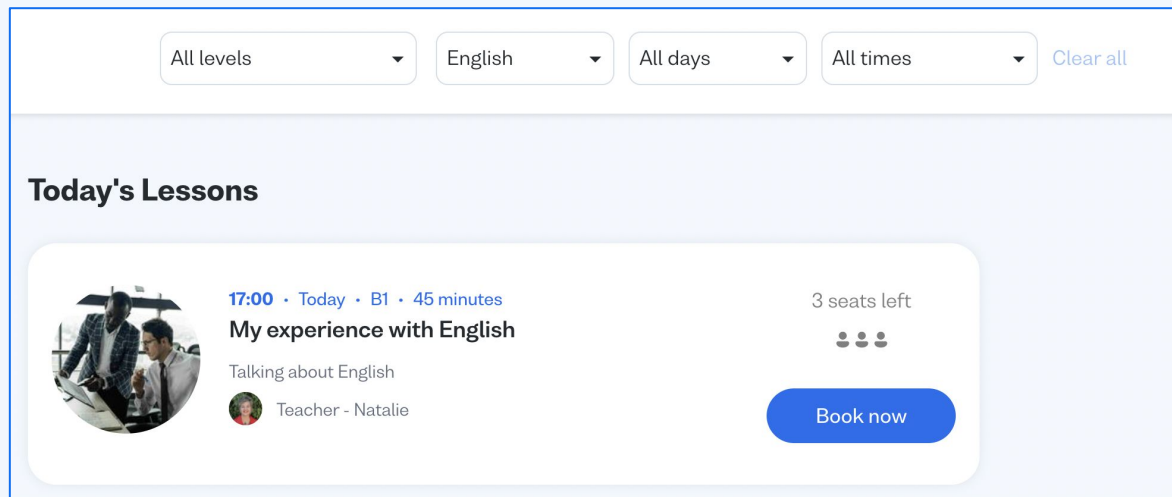 All levels English All days All times Clear all
Today's Lessons
17:00 • Today • B1 • 45 minutes
My experience with English
Talking about English
Teacher - Natalie
3 seats left
Book now